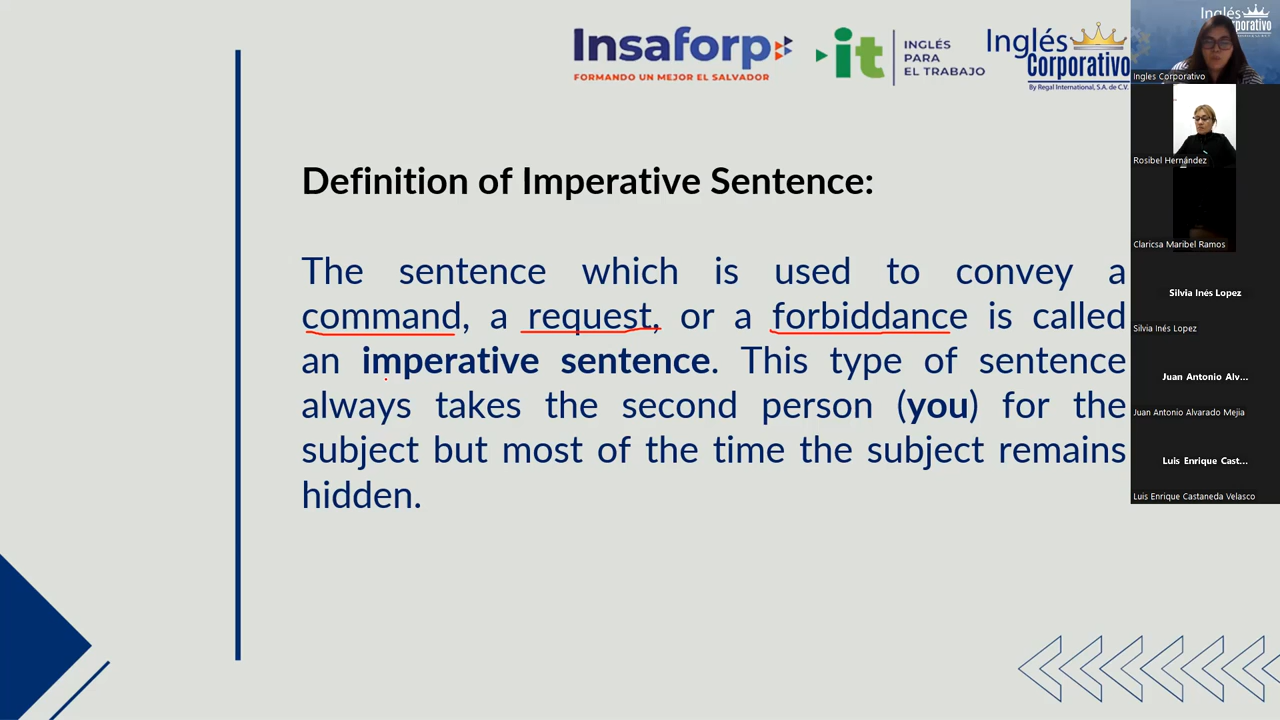 Insaforp
FORMANDO UN MEJOR EL SALVADOR
it
INGLÉS
PARA
EL TRABAJO
Inglés
Corporativo
By Regal International, S.A. de C.V.
Definition of Imperative Sentence:
The sentence which is used to convey a
command, a request, or a forbiddance is called
an imperative sentence. This type of sentence
always takes the second person (you) for the
subject but most of the time the subject remains
hidden.
Inglés
Ingles Corporativo
Rosibel Hernández
Claricsa Maribel Ramos
Silvia Inés Lopez
Silvia Inés Lopez
Juan Antonio Alv...
Juan Antonio Alvarado Mejia
Luis Enrique Cast...
Luis Enrique Castaneda Velasco